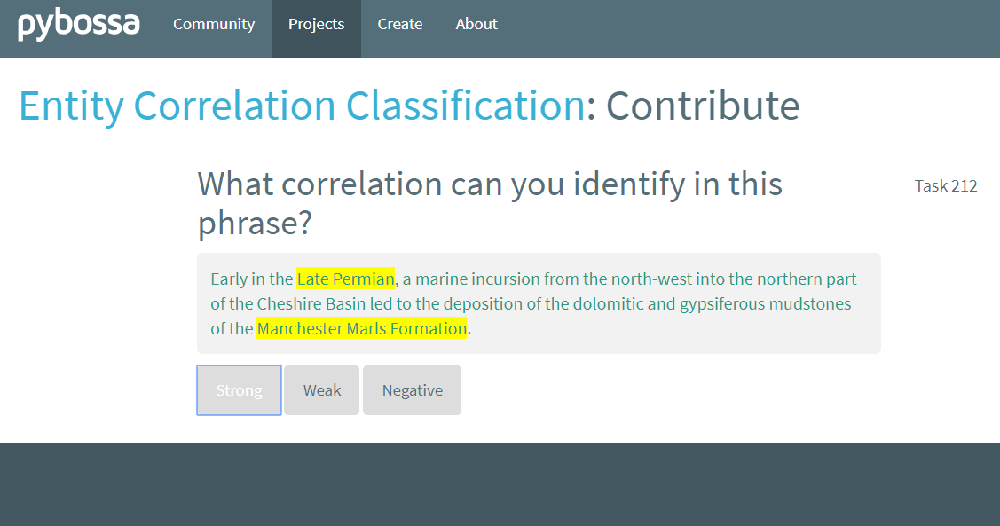 pybossa Community Projects Create About
Entity Correlation Classification: Contribute
What correlation can you identify in this
phrase?
Task 212
Early in the Late Permian, a marine incursion from the north-west into the northern part
of the Cheshire Basin led to the deposition of the dolomitic and gypsiferous mudstones
of the Manchester Marls Formation.
Strong Weak Negative